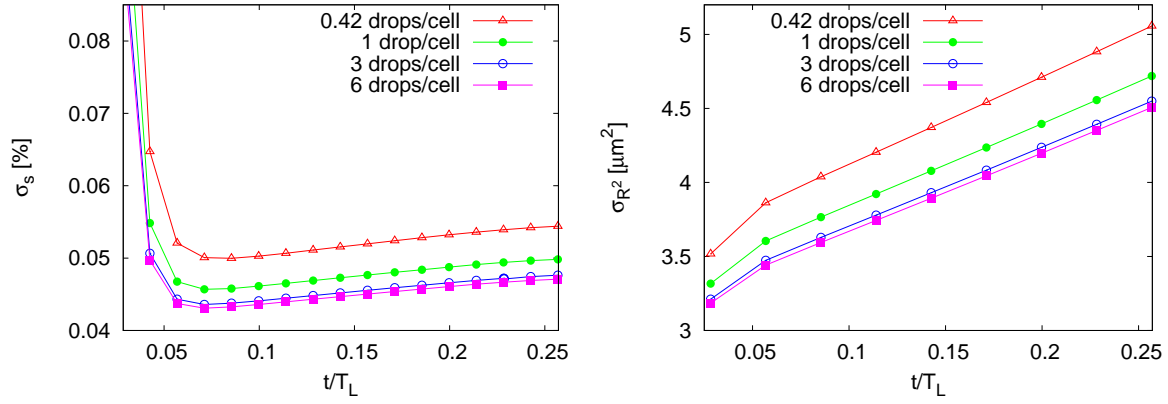 0.08
0.07
0.06
0.05
0.04
σs [%]
0.05
0.1
0.15
0.2
0.25
t/TL
0.42 drops/cell
1 drop/cell
3 drops/cell
6 drops/cell
5
4.5
4
3.5
3
σR² [μm²]
0.05
0.1
0.15
0.2
0.25
t/TL
0.42 drops/cell
1 drop/cell
3 drops/cell
6 drops/cell